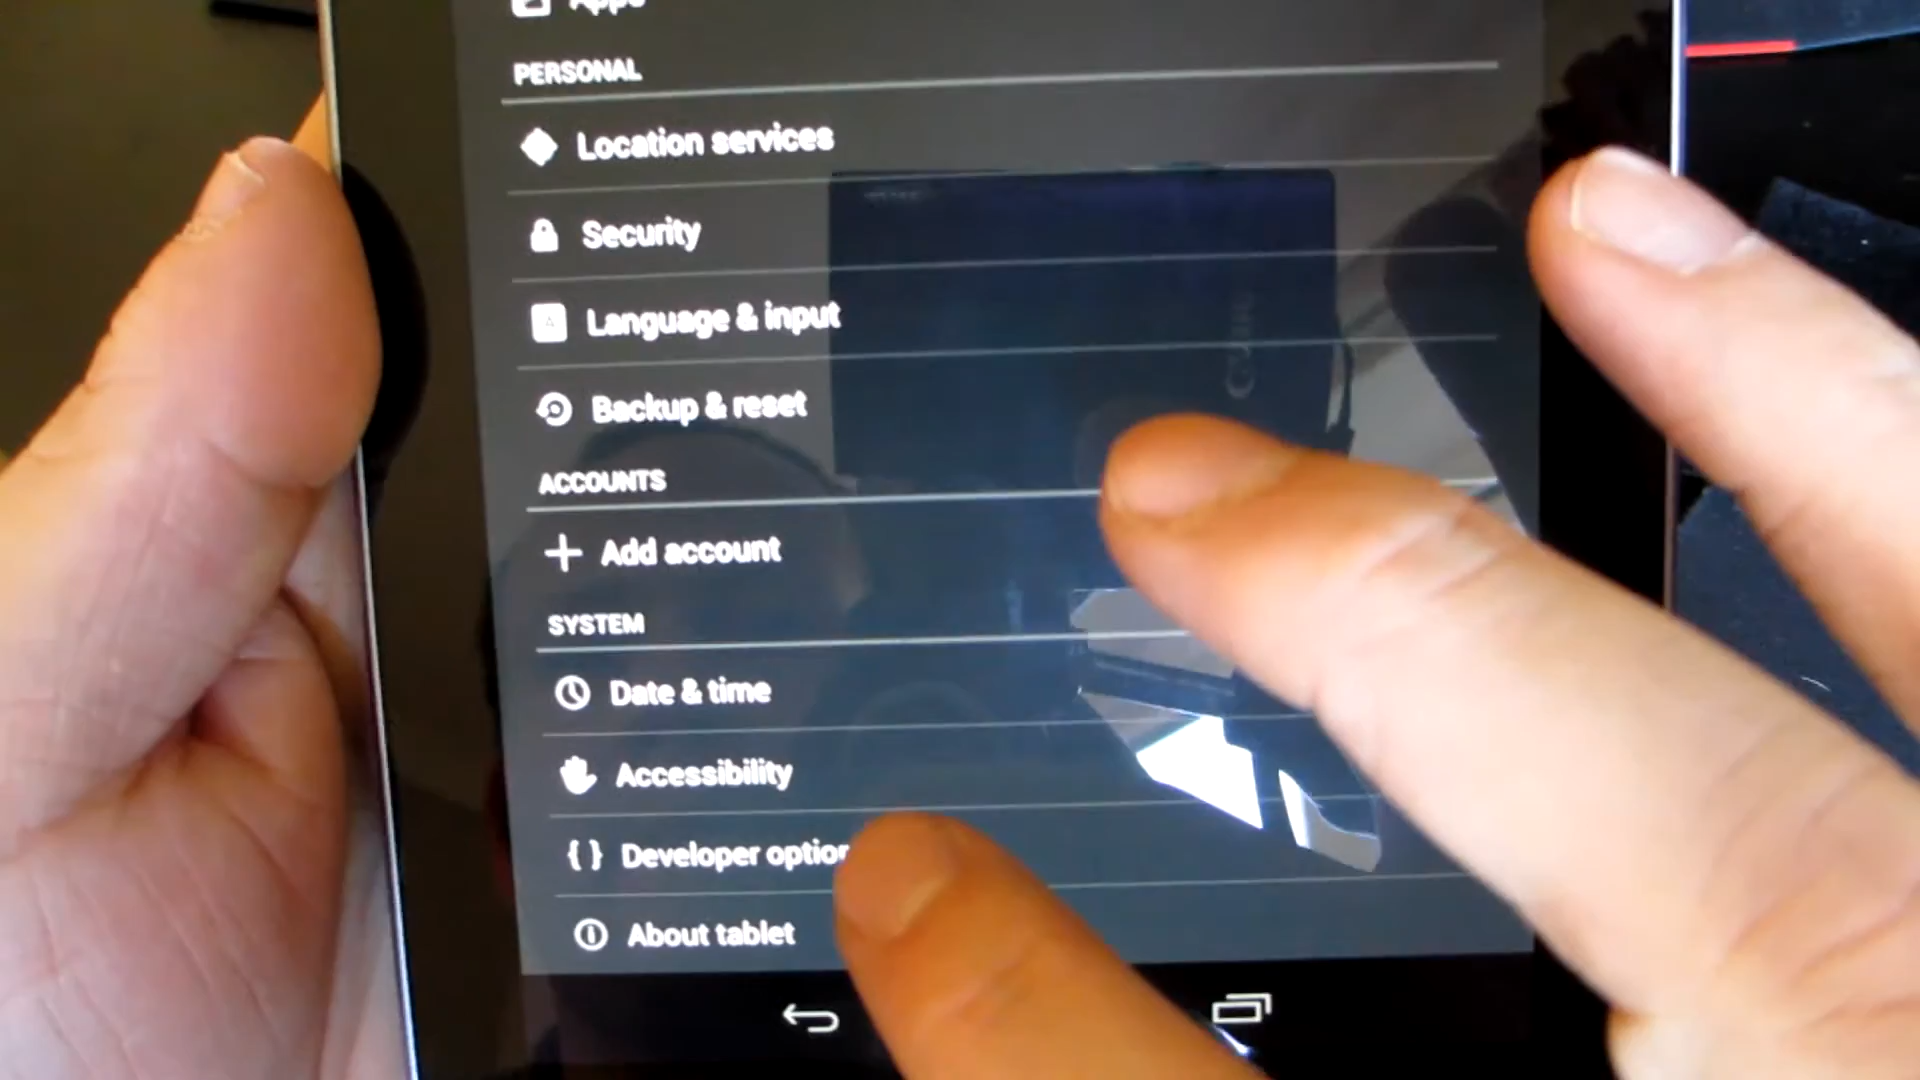 Apps
PERSONAL
Location services
Security
Language & input
Backup & reset
ACCOUNTS
Add account
SYSTEM
Date & time
Accessibility
{ } Developer option
About tablet